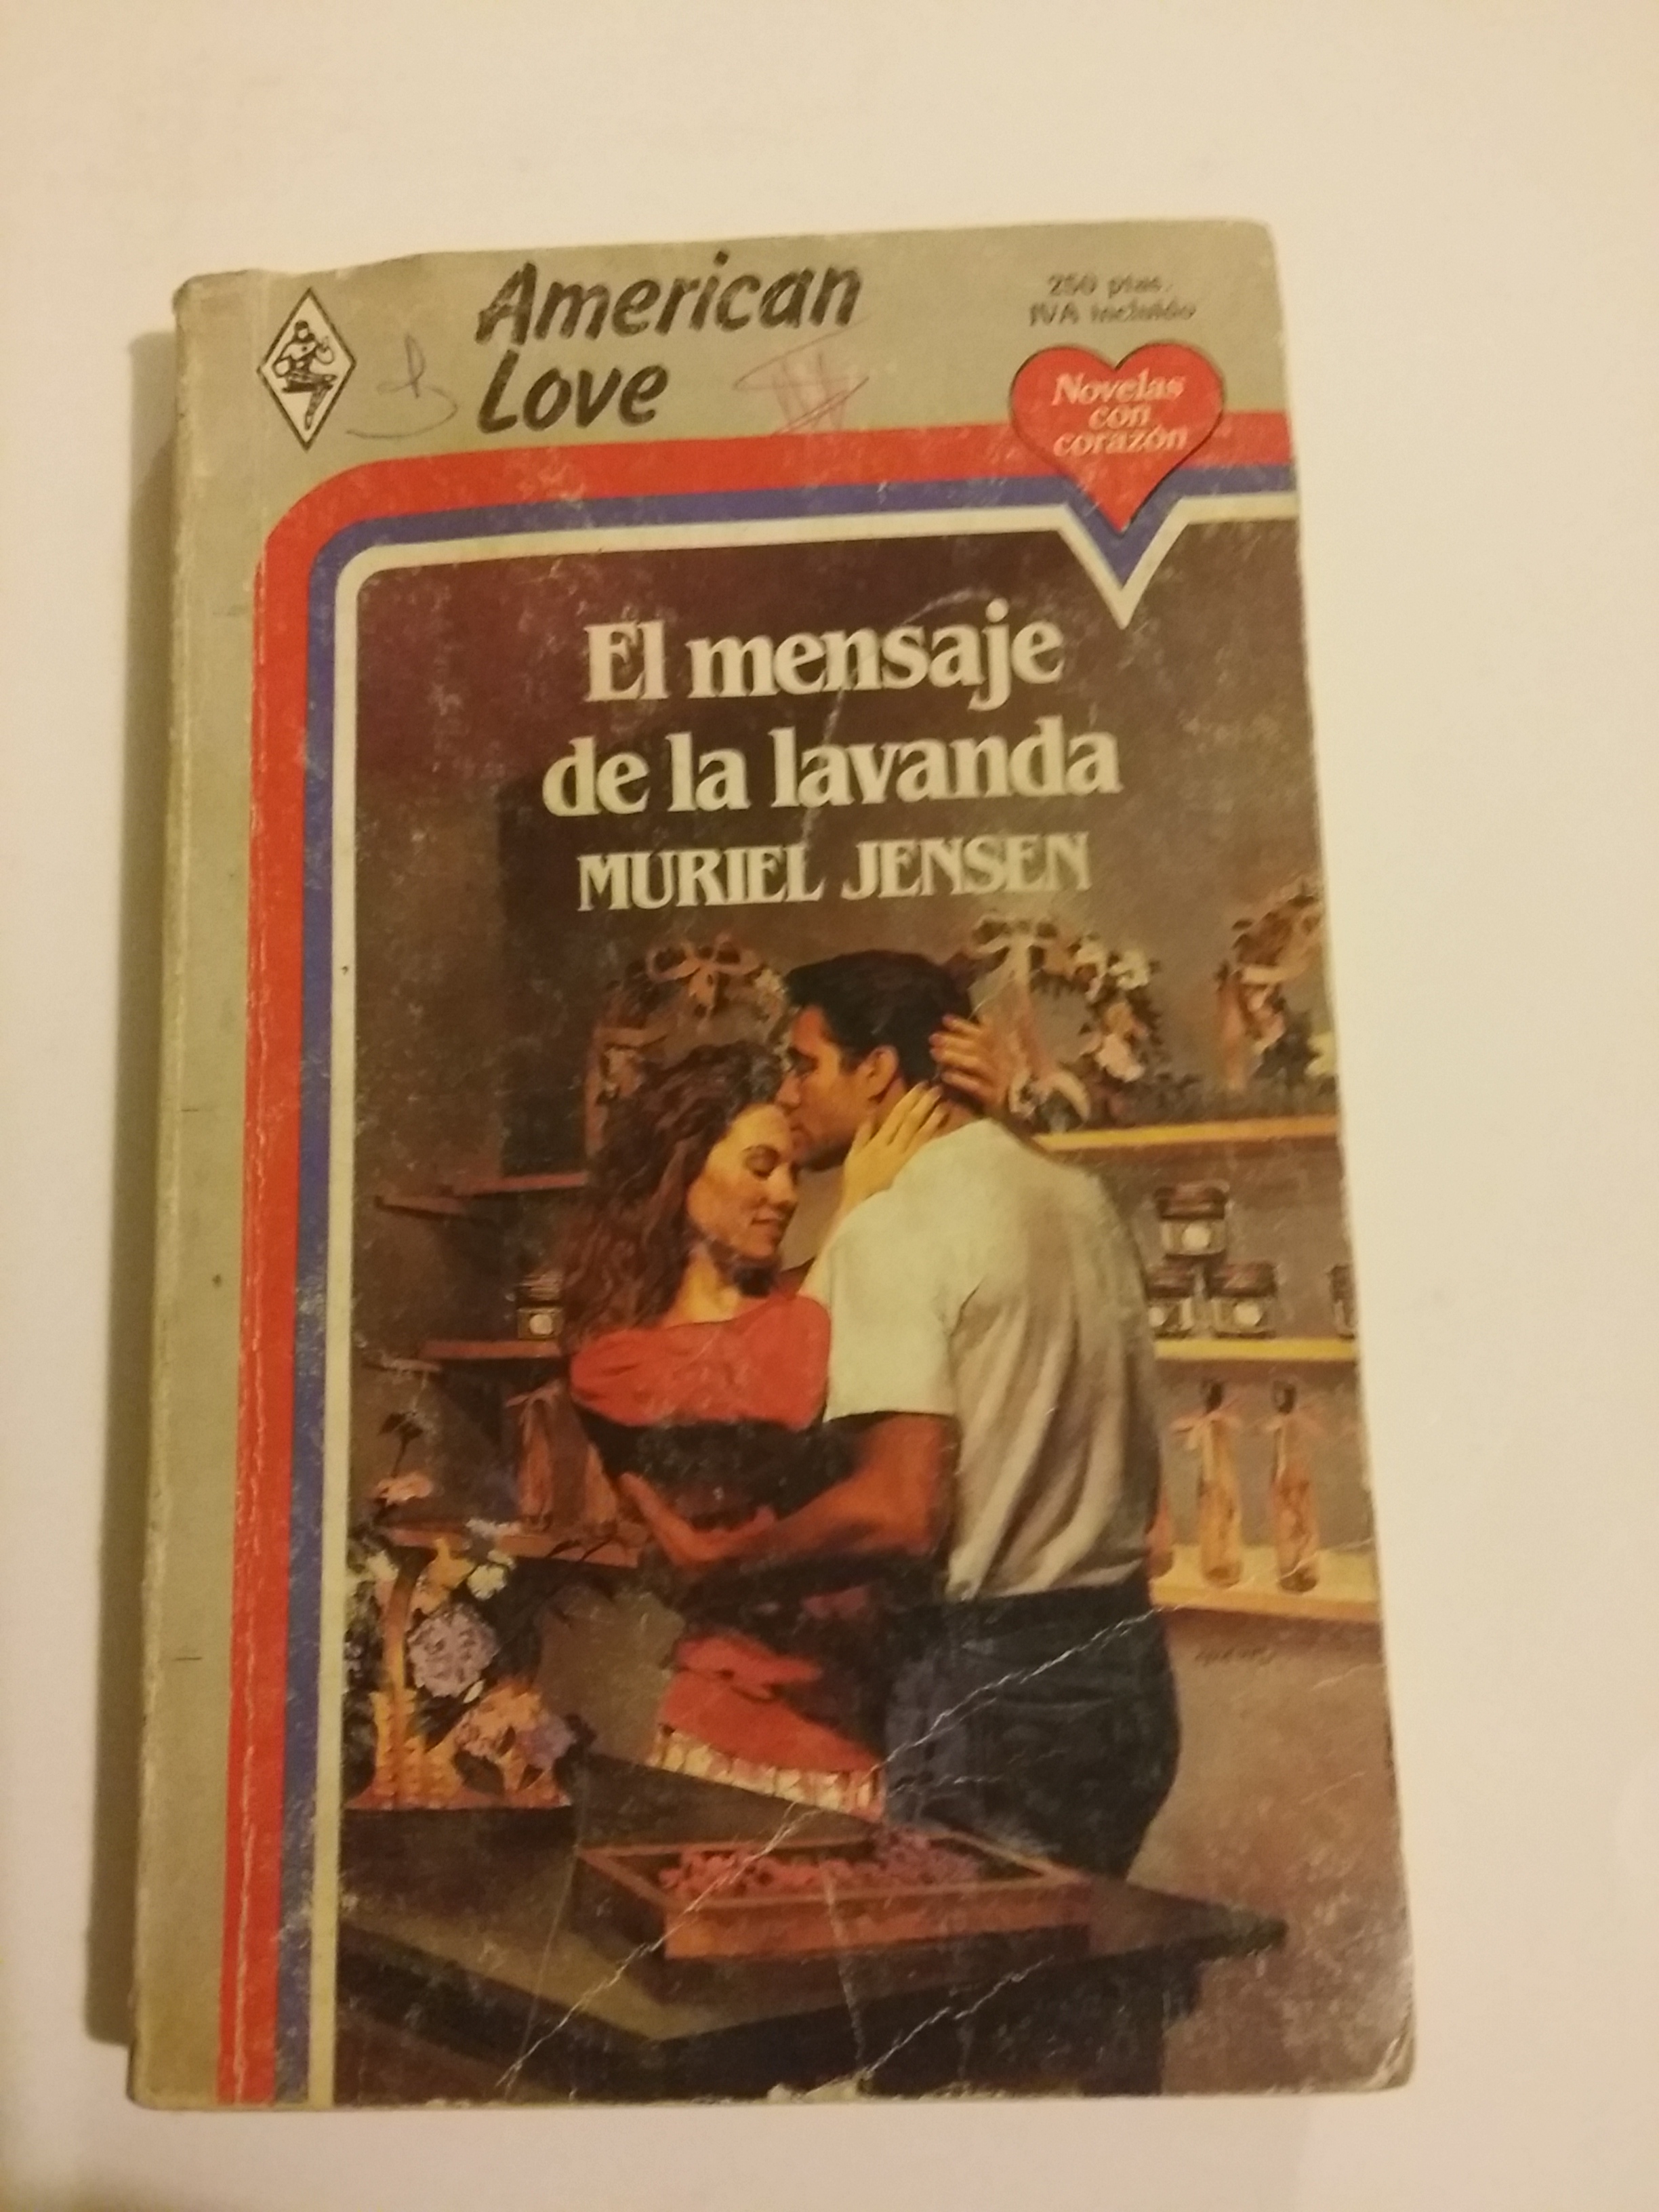 American
Love
250 ptas.
IVA incluido
Novelas
con
corazón
El mensaje
de la lavanda
MURIEL JENSEN